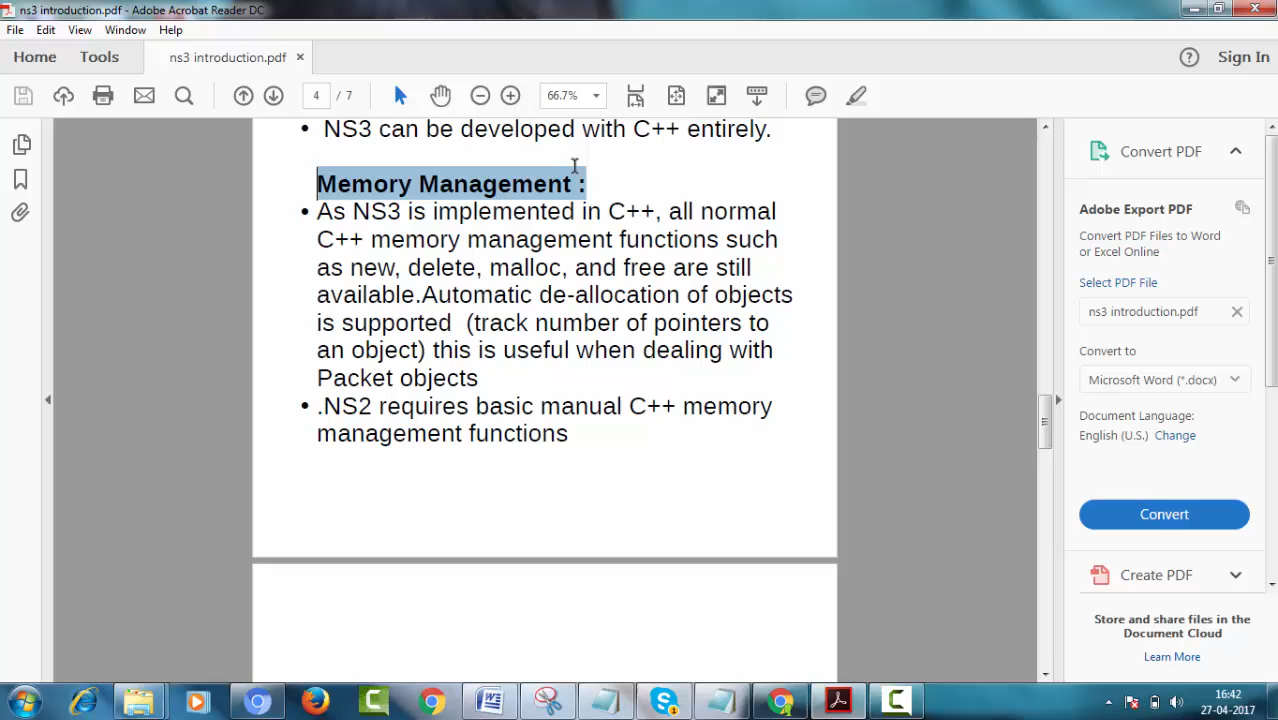 ns3 introduction.pdf - Adobe Acrobat Reader DC
File Edit View Window Help
Home Tools ns3 introduction.pdf × ? Sign In
4 / 7 66.7%
• NS3 can be developed with C++ entirely.
Memory Management :
• As NS3 is implemented in C++, all normal
C++ memory management functions such
as new, delete, malloc, and free are still
available.Automatic de-allocation of objects
is supported (track number of pointers to
an object) this is useful when dealing with
Packet objects
• .NS2 requires basic manual C++ memory
management functions
Convert PDF
Adobe Export PDF
Convert PDF Files to Word
or Excel Online
Select PDF File
ns3 introduction.pdf ×
Convert to
Microsoft Word (*.docx)
Document Language:
English (U.S.) Change
Convert
Create PDF
Store and share files in the
Document Cloud
Learn More
16:42
27-04-2017